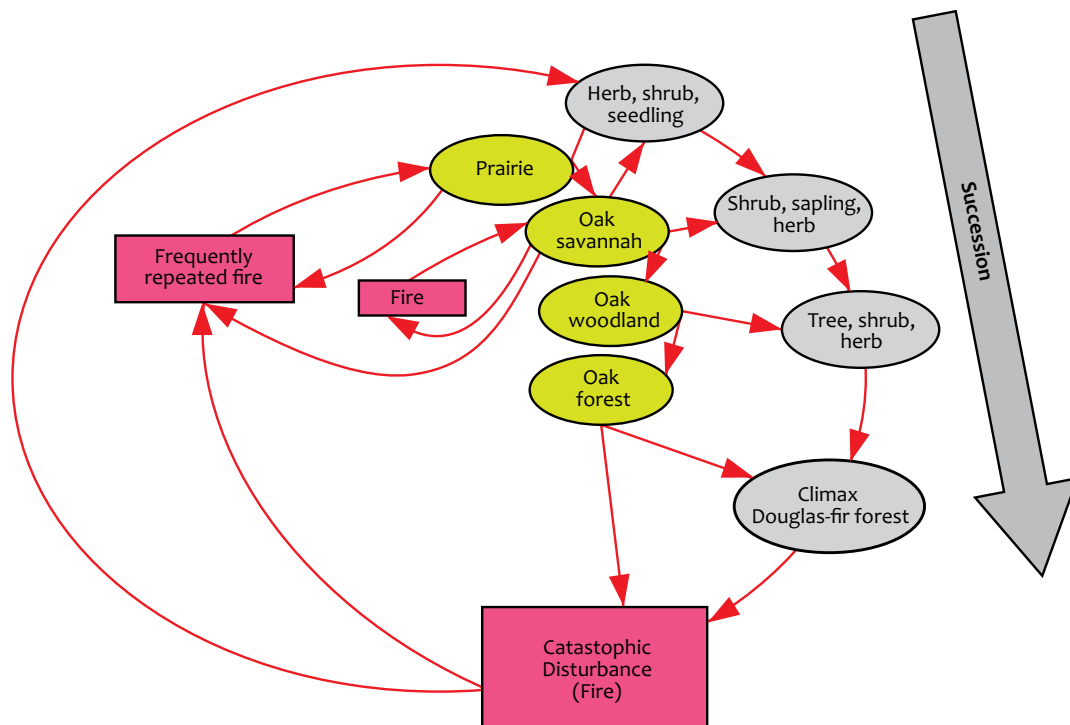 Herb, shrub,
seedling
Prairie
Shrub, sapling,
herb
Oak
savannah
Frequently
repeated fire
Fire
Oak
woodland
Tree, shrub,
herb
Oak
forest
Climax
Douglas-fir forest
Catastophic
Disturbance
(Fire)
Succession